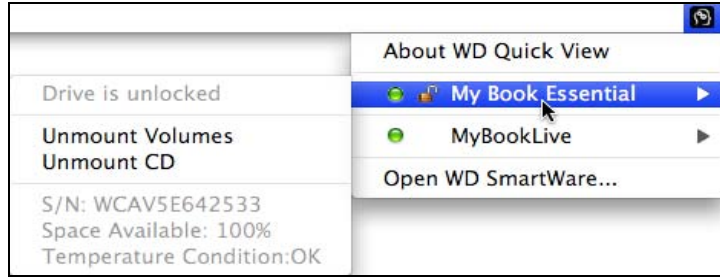 About WD Quick View
My Book Essential
MyBookLive
Open WD SmartWare...
Drive is unlocked
Unmount Volumes
Unmount CD
S/N: WCAV5E642533
Space Available: 100%
Temperature Condition:OK